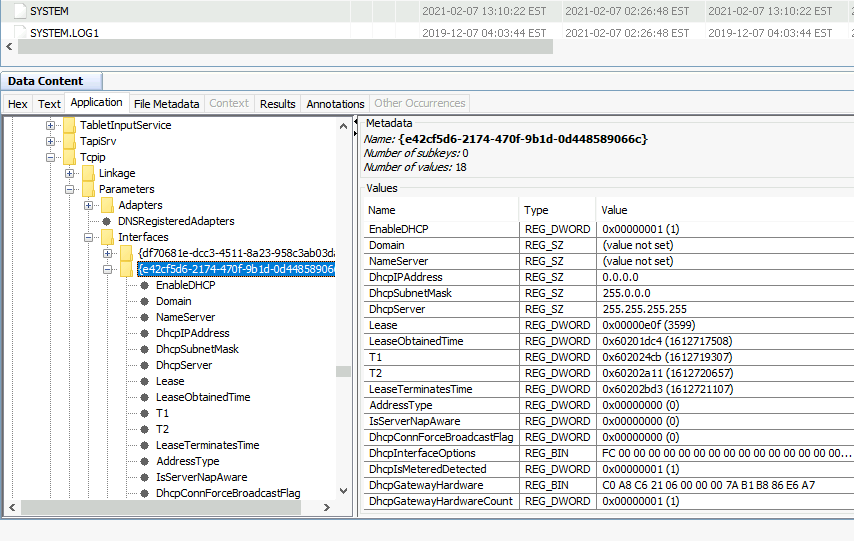 SYSTEM 2021-02-07 13:10:22 EST 2021-02-07 02:26:48 EST 2021-02-07 13:10:22 EST
SYSTEM.LOG1 2019-12-07 04:03:44 EST 2021-02-07 02:26:48 EST 2019-12-07 04:03:44 EST
Data Content
Hex Text Application File Metadata Context Results Annotations Other Occurrences
TabletInputService
TapiSrv
Tcpip
Linkage
Parameters
Adapters
DNSRegisteredAdapters
Interfaces
{df70681e-dcc3-4511-8a23-958c3ab03da
{e42cf5d6-2174-470f-9b1d-0d448589066
EnableDHCP
Domain
NameServer
DhcpIPAddress
DhcpSubnetMask
DhcpServer
Lease
LeaseObtainedTime
T1
T2
LeaseTerminatesTime
AddressType
IsServerNapAware
DhcpConnForceBroadcastFlag
Metadata
Name: {e42cf5d6-2174-470f-9b1d-0d448589066c}
Number of subkeys: 0
Number of values: 18
Values
Name Type Value
EnableDHCP REG_DWORD 0x00000001 (1)
Domain REG_SZ (value not set)
NameServer REG_SZ (value not set)
DhcpIPAddress REG_SZ 0.0.0.0
DhcpSubnetMask REG_SZ 255.0.0.0
DhcpServer REG_SZ 255.255.255.255
Lease REG_DWORD 0x00000e0f (3599)
LeaseObtainedTime REG_DWORD 0x60201dc4 (1612717508)
T1 REG_DWORD 0x602024cb (1612719307)
T2 REG_DWORD 0x60202a11 (1612720657)
LeaseTerminatesTime REG_DWORD 0x60202bd3 (1612721107)
AddressType REG_DWORD 0x00000000 (0)
IsServerNapAware REG_DWORD 0x00000000 (0)
DhcpConnForceBroadcastFlag REG_DWORD 0x00000000 (0)
DhcpInterfaceOptions REG_BIN FC 00 00 00 00 00 00 00 00 00 00 00 00 00 00 00...
DhcpIsMeteredDetected REG_DWORD 0x00000001 (1)
DhcpGatewayHardware REG_BIN C0 A8 C6 21 06 00 00 00 7A B1 B8 86 E6 A7
DhcpGatewayHardwareCount REG_DWORD 0x00000001 (1)